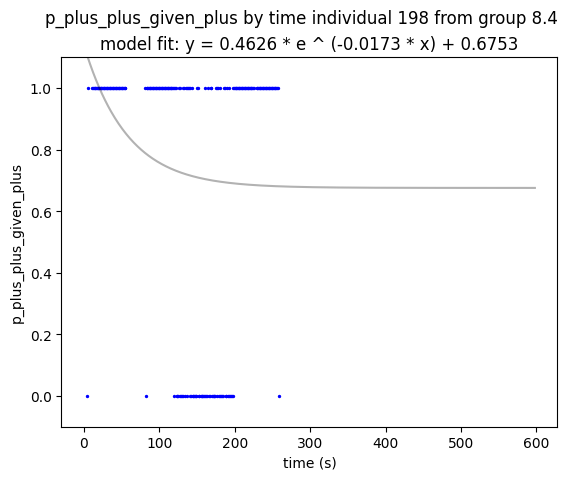 p_plus_plus_given_plus by time individual 198 from group 8.4
model fit: y = 0.4626 * e ^ (-0.0173 * x) + 0.6753
1.0
0.8
0.6
0.4
0.2
0.0
p_plus_plus_given_plus
0 100 200 300 400 500 600
time (s)